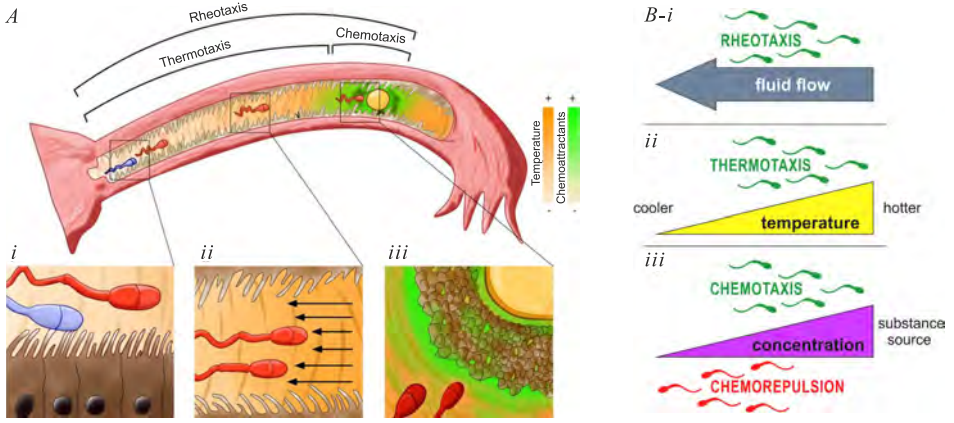 A
Rheotaxis
Thermotaxis
Chemotaxis
+
+
Temperature
Chemoattractants
-
-
i
ii
iii
B-i
RHEOTAXIS
fluid flow
ii
THERMOTAXIS
cooler
hotter
temperature
iii
CHEMOTAXIS
substance
source
concentration
CHEMOREPULSION